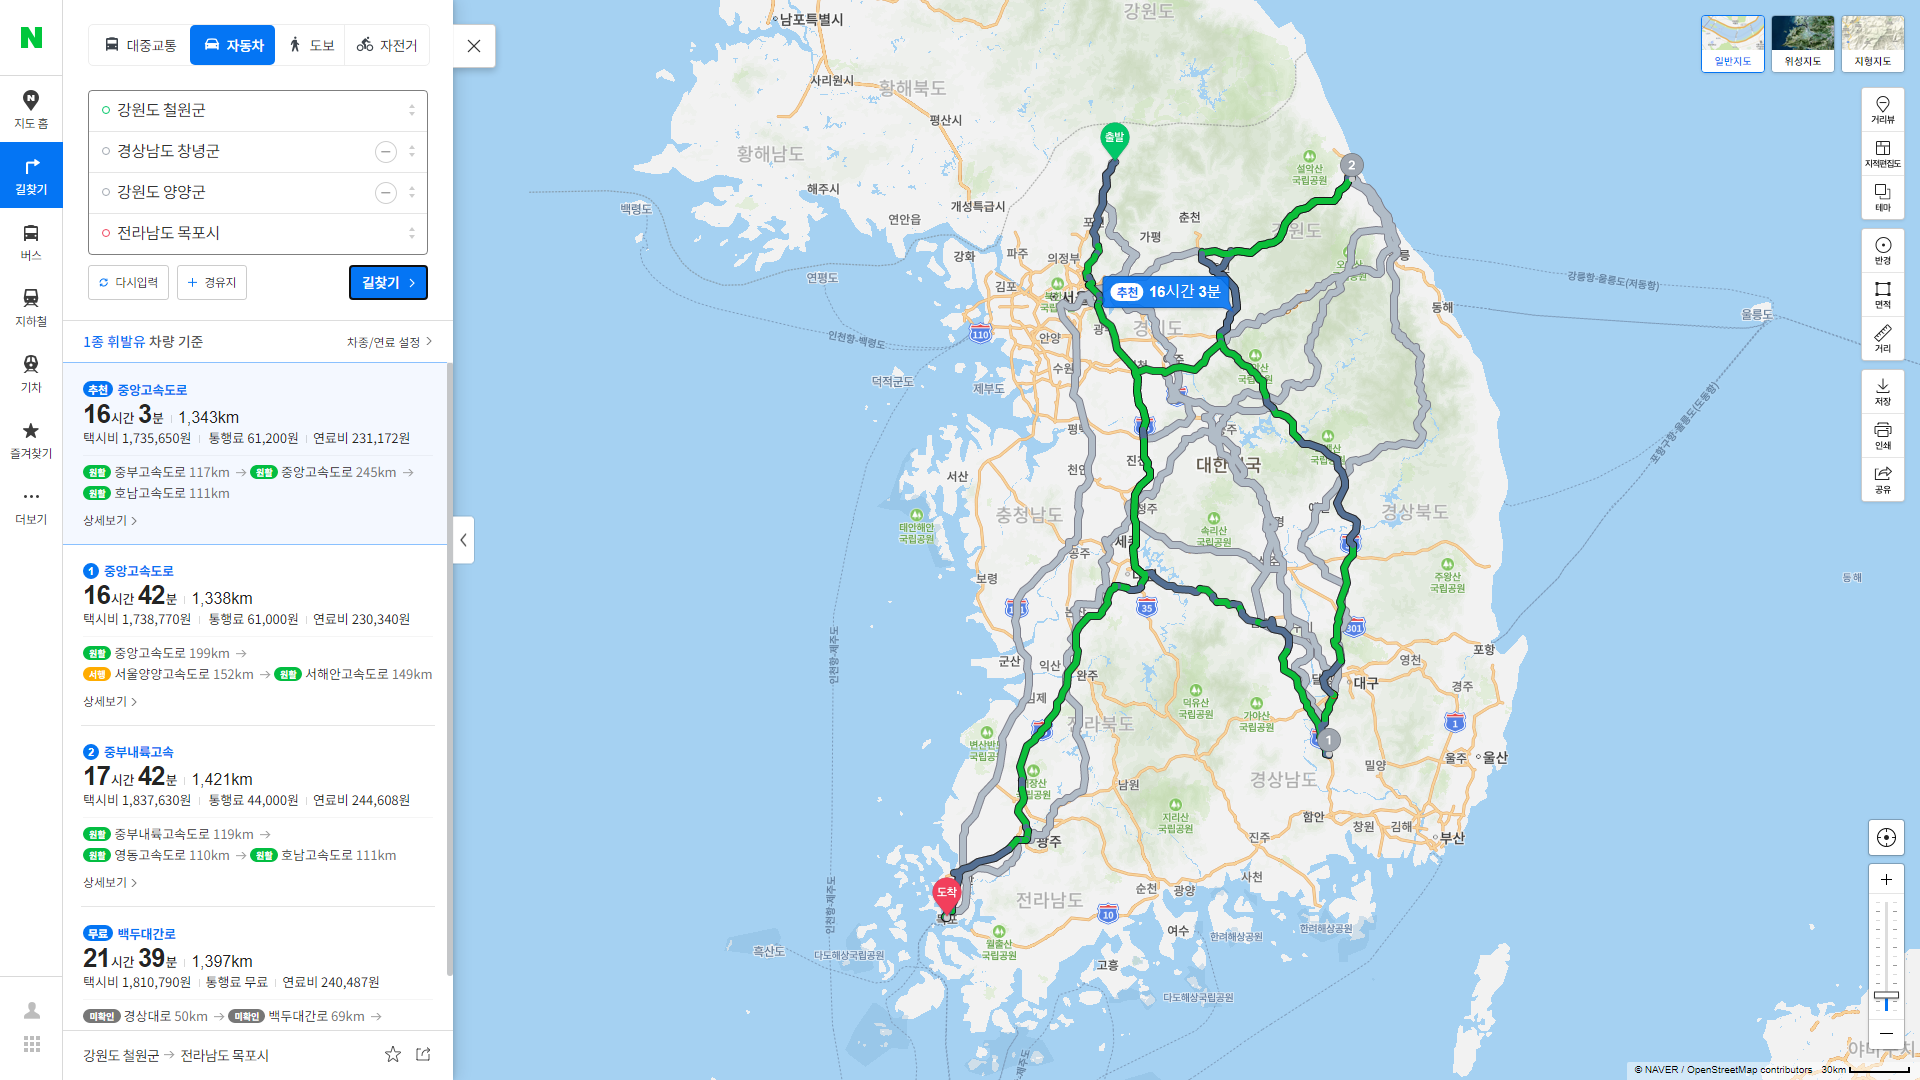 지도 홈
길찾기
버스
지하철
기차
즐겨찾기
더보기
대중교통
자동차
도보
자전거
강원도 철원군
경상남도 창녕군
강원도 양양군
전라남도 목포시
다시입력
경유지
길찾기
1종 휘발유 차량 기준
차종/연료 설정
추천 중앙고속도로
16시간 3분 1,343km
택시비 1,735,650원 통행료 61,200원 연료비 231,172원
원활 중부고속도로 117km → 원활 중앙고속도로 245km →
원활 호남고속도로 111km
상세보기
1 중앙고속도로
16시간 42분 1,338km
택시비 1,738,770원 통행료 61,000원 연료비 230,340원
원활 중앙고속도로 199km →
서행 서울양양고속도로 152km → 원활 서해안고속도로 149km
상세보기
2 중부내륙고속
17시간 42분 1,421km
택시비 1,837,630원 통행료 44,000원 연료비 244,608원
원활 중부내륙고속도로 119km →
원활 영동고속도로 110km → 원활 호남고속도로 111km
상세보기
무료 백두대간로
21시간 39분 1,397km
택시비 1,810,790원 통행료 무료 연료비 240,487원
미확인 경상대로 50km → 미확인 백두대간로 69km →
강원도 철원군 → 전라남도 목포시
남포특별시
강원도
사리원시
황해북도
평산시
출발
황해남도
해주시
설악산
국립공원
2
백령도
개성특급시
연안읍
춘천
가평
강화
파주
의정부
연평도
김포
강릉
강릉항-울릉도(저동항)
추천 16시간 3분
경기도
동해
울릉도
110
인천항-백령도
안양
덕적군도
제부도
수원
천안
서산
대한민국
충청남도
태안해안
국립공원
속리산
국립공원
경상북도
포항구항-울릉도(도동항)
공주
보령
주왕산
국립공원
동해
35
301
인천항-제주도
군산
익산
완주
영천
포항
대구
경주
덕유산
국립공원
가야산
국립공원
전라북도
1
1
울주
울산
밀양
경상남도
남원
지리산
국립공원
함안
창원
김해
부산
진주
광주
사천
도착
전라남도
순천
광양
10
여수
한려해상공원
한려해상공원
월출산
국립공원
흑산도
다도해상국립공원
고흥
다도해상국립공원
인천항-제주도
일반지도
위성지도
지형지도
거리뷰
지적편집도
테마
반경
면적
거리
저장
인쇄
공유
© NAVER / OpenStreetMap contributors 30km